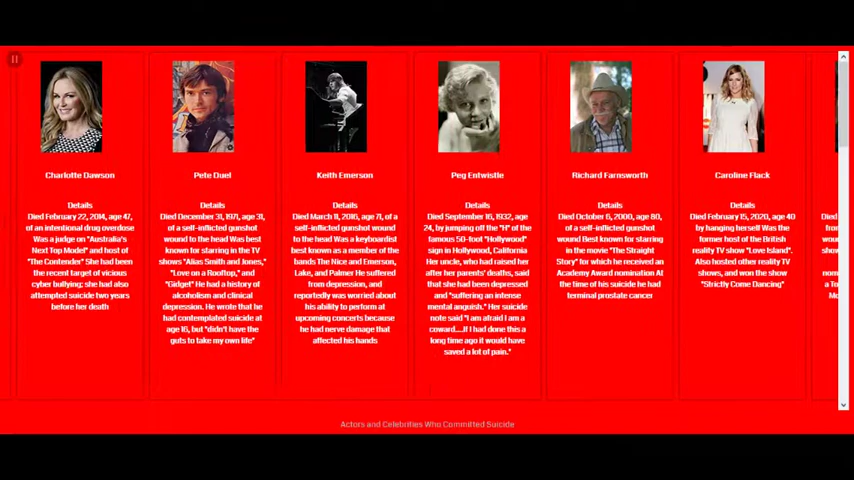 Charlotte Dawson
Details
Died February 22, 2014, age 47,
of an intentional drug overdose
Was a judge on "Australia's
Next Top Model" and host of
"The Contender" She had been
the recent target of vicious
cyber bullying; she had also
attempted suicide two years
before her death
Pete Duel
Details
Died December 31, 1971, age 31,
of a self-inflicted gunshot
wound to the head Was best
known for starring in the TV
shows "Alias Smith and Jones,"
"Love on a Rooftop," and
"Gidget" He had a history of
alcoholism and clinical
depression. He wrote that he
had contemplated suicide at
age 16, but "didn't have the
guts to take my own life"
Keith Emerson
Details
Died March 11, 2016, age 71, of a
self-inflicted gunshot wound to
the head Was a keyboardist
best known as a member of the
bands The Nice and Emerson,
Lake, and Palmer He suffered
from depression, and
reportedly was worried about
his ability to perform at
upcoming concerts because
he had nerve damage that
affected his hands
Peg Entwistle
Details
Died September 16, 1932, age
24, by jumping off the "H" of the
famous 50-foot "Hollywood"
sign in Hollywood, California
Her uncle, who had raised her
after her parents' deaths, said
that she had been depressed
and "suffering an intense
mental anguish." Her suicide
note said "I am afraid I am a
coward....If I had done this a
long time ago it would have
saved a lot of pain."
Richard Farnsworth
Details
Died October 6, 2000, age 80,
of a self-inflicted gunshot
wound Best known for starring
in the movie "The Straight
Story" for which he received an
Academy Award nomination At
the time of his suicide he had
terminal prostate cancer
Caroline Flack
Details
Died February 15, 2020, age 40
by hanging herself Was the
former host of the British
reality TV show "Love Island".
Also hosted other reality TV
shows, and won the show
"Strictly Come Dancing"
Actors and Celebrities Who Committed Suicide